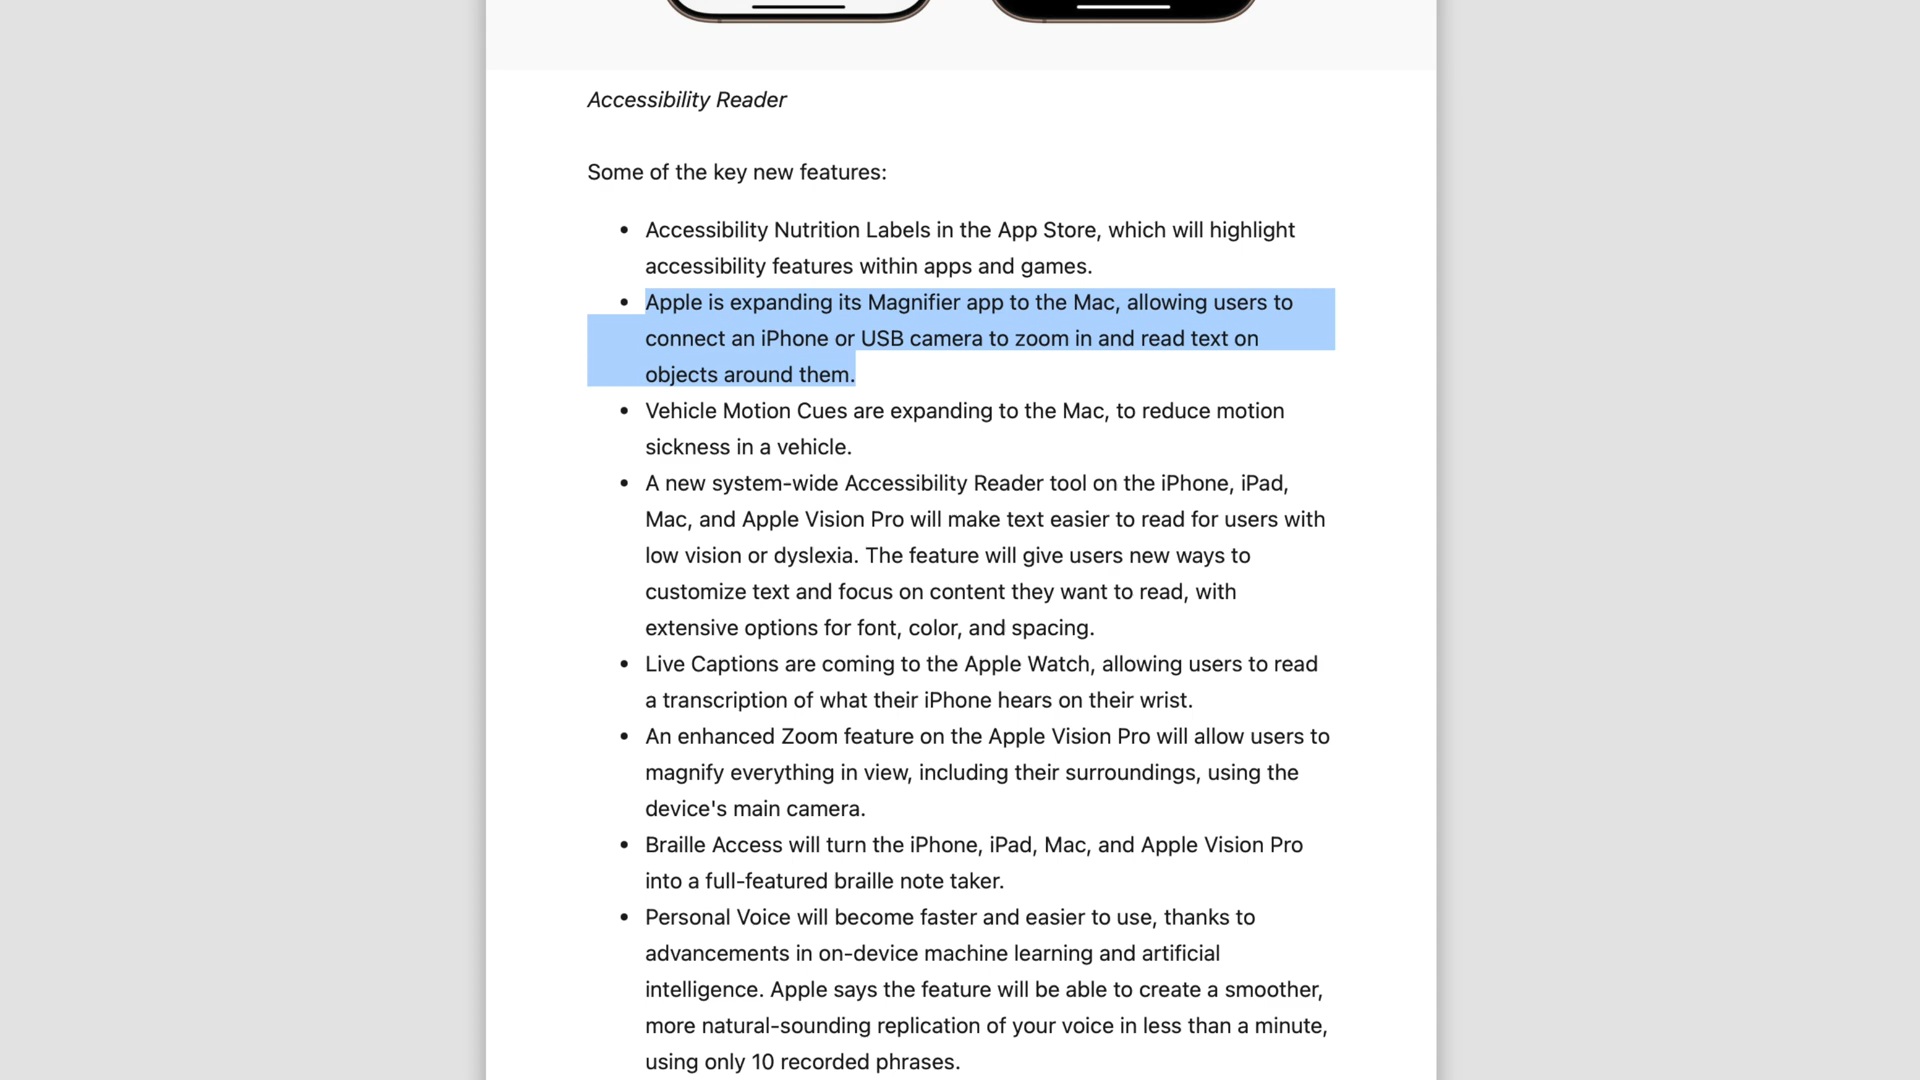 Accessibility Reader
Some of the key new features:
• Accessibility Nutrition Labels in the App Store, which will highlight
accessibility features within apps and games.
• Apple is expanding its Magnifier app to the Mac, allowing users to
connect an iPhone or USB camera to zoom in and read text on
objects around them.
• Vehicle Motion Cues are expanding to the Mac, to reduce motion
sickness in a vehicle.
• A new system-wide Accessibility Reader tool on the iPhone, iPad,
Mac, and Apple Vision Pro will make text easier to read for users with
low vision or dyslexia. The feature will give users new ways to
customize text and focus on content they want to read, with
extensive options for font, color, and spacing.
• Live Captions are coming to the Apple Watch, allowing users to read
a transcription of what their iPhone hears on their wrist.
• An enhanced Zoom feature on the Apple Vision Pro will allow users to
magnify everything in view, including their surroundings, using the
device's main camera.
• Braille Access will turn the iPhone, iPad, Mac, and Apple Vision Pro
into a full-featured braille note taker.
• Personal Voice will become faster and easier to use, thanks to
advancements in on-device machine learning and artificial
intelligence. Apple says the feature will be able to create a smoother,
more natural-sounding replication of your voice in less than a minute,
using only 10 recorded phrases.